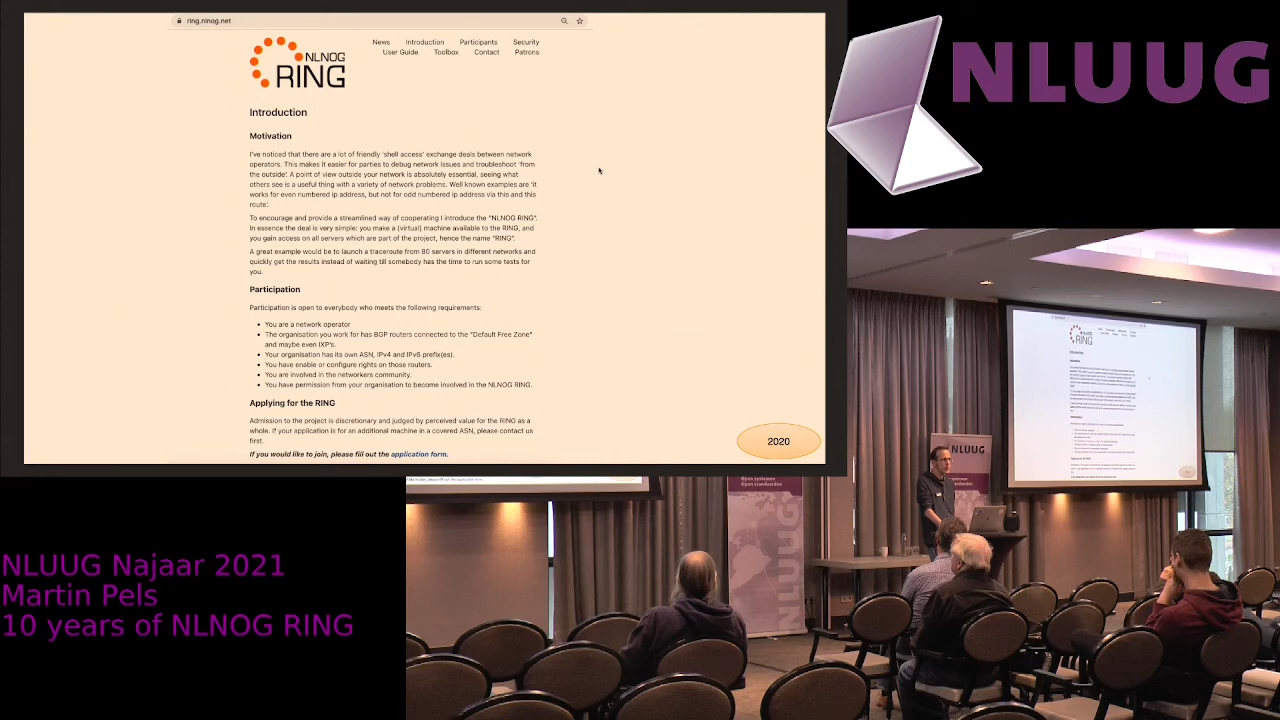 ring.nlnog.net
NLNOG
RING
News Introduction Participants Security
User Guide Toolbox Contact Patrons
Introduction
Motivation
I've noticed that there are a lot of friendly 'shell access' exchange deals between network
operators. This makes it easier for parties to debug network issues and troubleshoot 'from
the outside'. A point of view outside your network is absolutely essential, seeing what
others see is a useful thing with a variety of network problems. Well known examples are 'it
works for even numbered ip address, but not for odd numbered ip address via this and this
route'.
To encourage and provide a streamlined way of cooperating I introduce the "NLNOG RING".
In essence the deal is very simple: you make a (virtual) machine available to the RING, and
you gain access on all servers which are part of the project, hence the name "RING".
A great example would be to launch a traceroute from 80 servers in different networks and
quickly get the results instead of waiting till somebody has the time to run some tests for
you.
Participation
Participation is open to everybody who meets the following requirements:
• You are a network operator
• The organisation you work for has BGP routers connected to the "Default Free Zone"
and maybe even IXP's.
• Your organisation has its own ASN, IPv4 and IPv6 prefix(es).
• You have enable or configure rights on those routers.
• You are involved in the networkers community.
• You have permission from your organisation to become involved in the NLNOG RING.
Applying for the RING
Admission to the project is discretionary and judged by perceived value for the RING as a
whole. If your application is for an additional machine in a covered ASN, please contact us
first.
If you would like to join, please fill out the application form.
2020
NLUUG
RING
NLUUG
Open systemen
Open standaarden
NLUUG
NLUUG Najaar 2021
Martin Pels
10 years of NLNOG RING